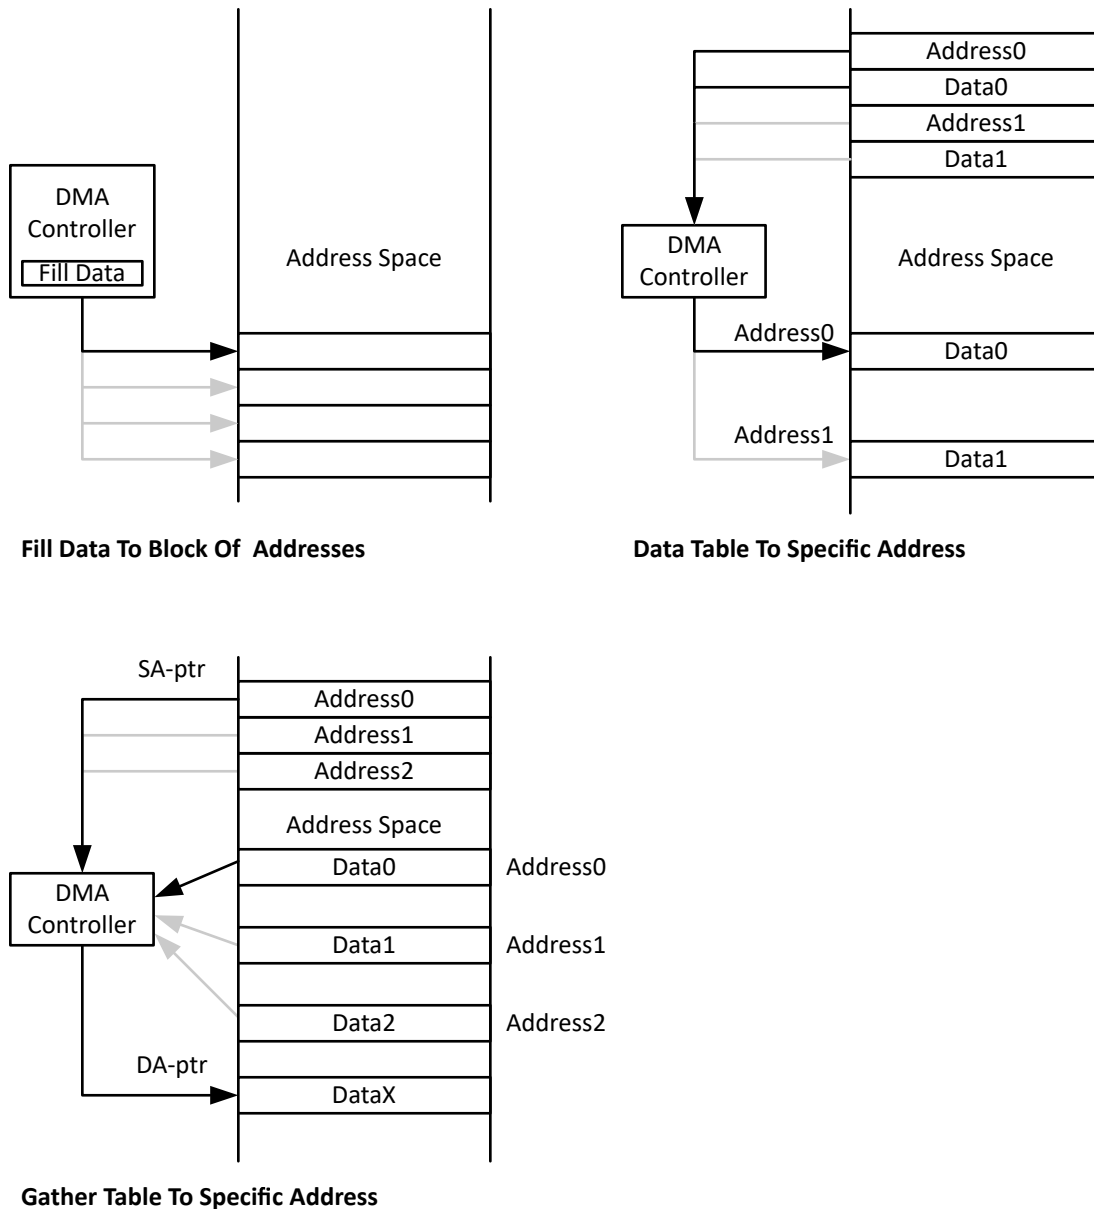 DMA
Controller
Fill Data
Address Space
Fill Data To Block Of Addresses
Address0
Data0
Address1
Data1
DMA
Controller
Address Space
Address0
Data0
Address1
Data1
Data Table To Specific Address
SA-ptr
Address0
Address1
Address2
Address Space
DMA
Controller
Data0
Address0
Data1
Address1
Data2
Address2
DA-ptr
DataX
Gather Table To Specific Address